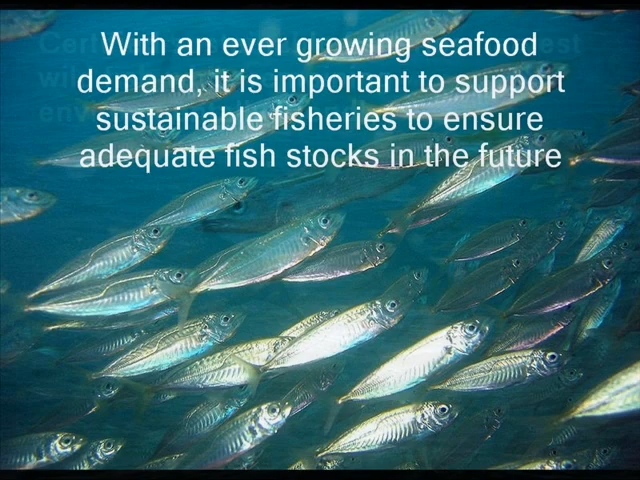 With an ever growing seafood
demand, it is important to support
sustainable fisheries to ensure
adequate fish stocks in the future